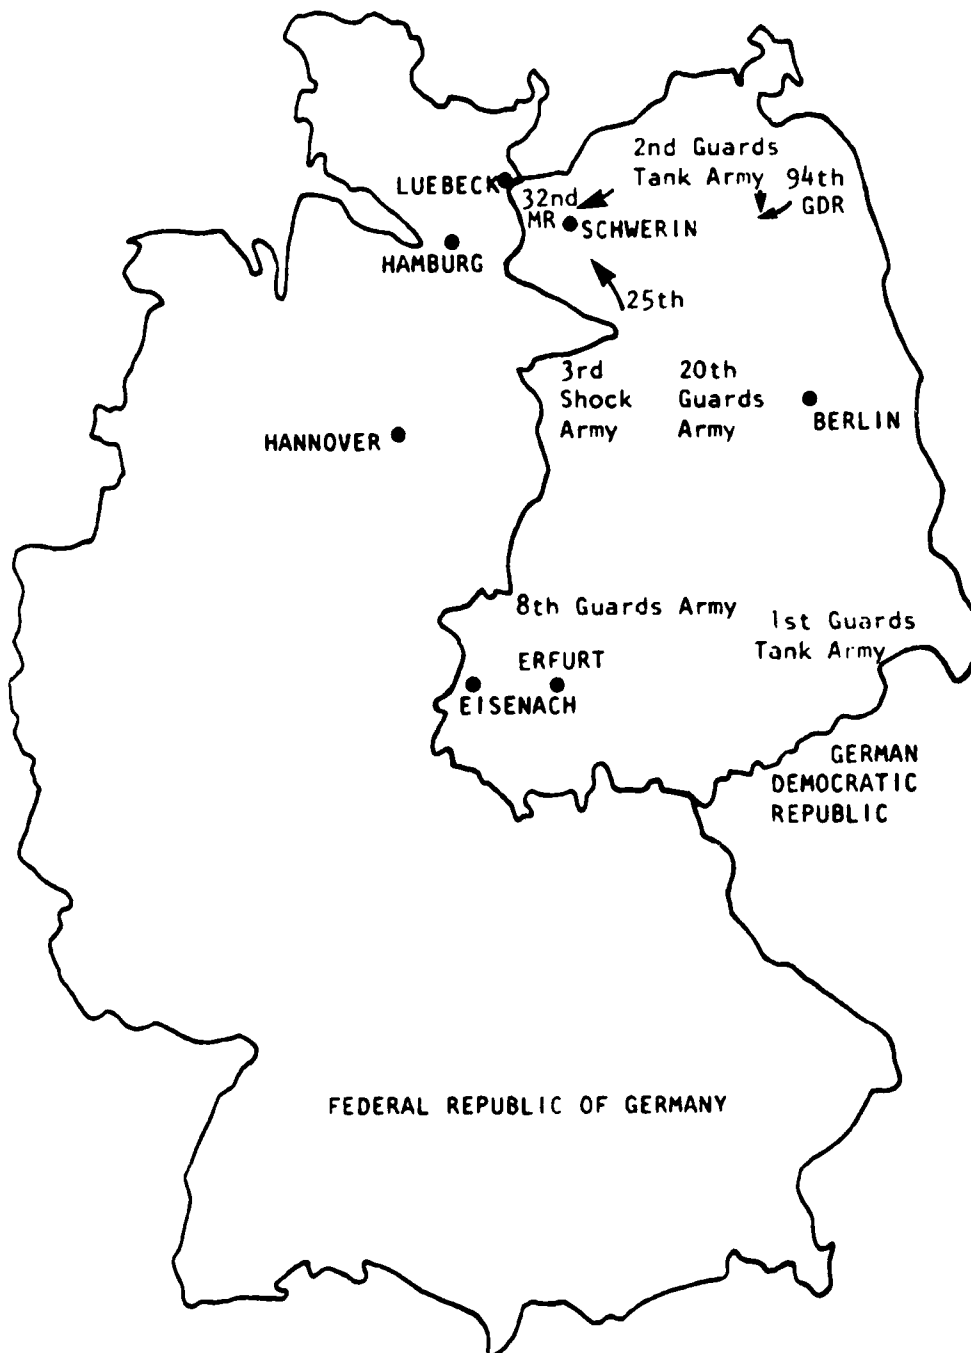 2nd Guards
Tank Army
94th
GDR
LUEBECK
32nd
MR
SCHWERIN
HAMBURG
25th
3rd
Shock
Army
20th
Guards
Army
BERLIN
HANNOVER
8th Guards Army
1st Guards
Tank Army
ERFURT
EISENACH
GERMAN
DEMOCRATIC
REPUBLIC
FEDERAL REPUBLIC OF GERMANY